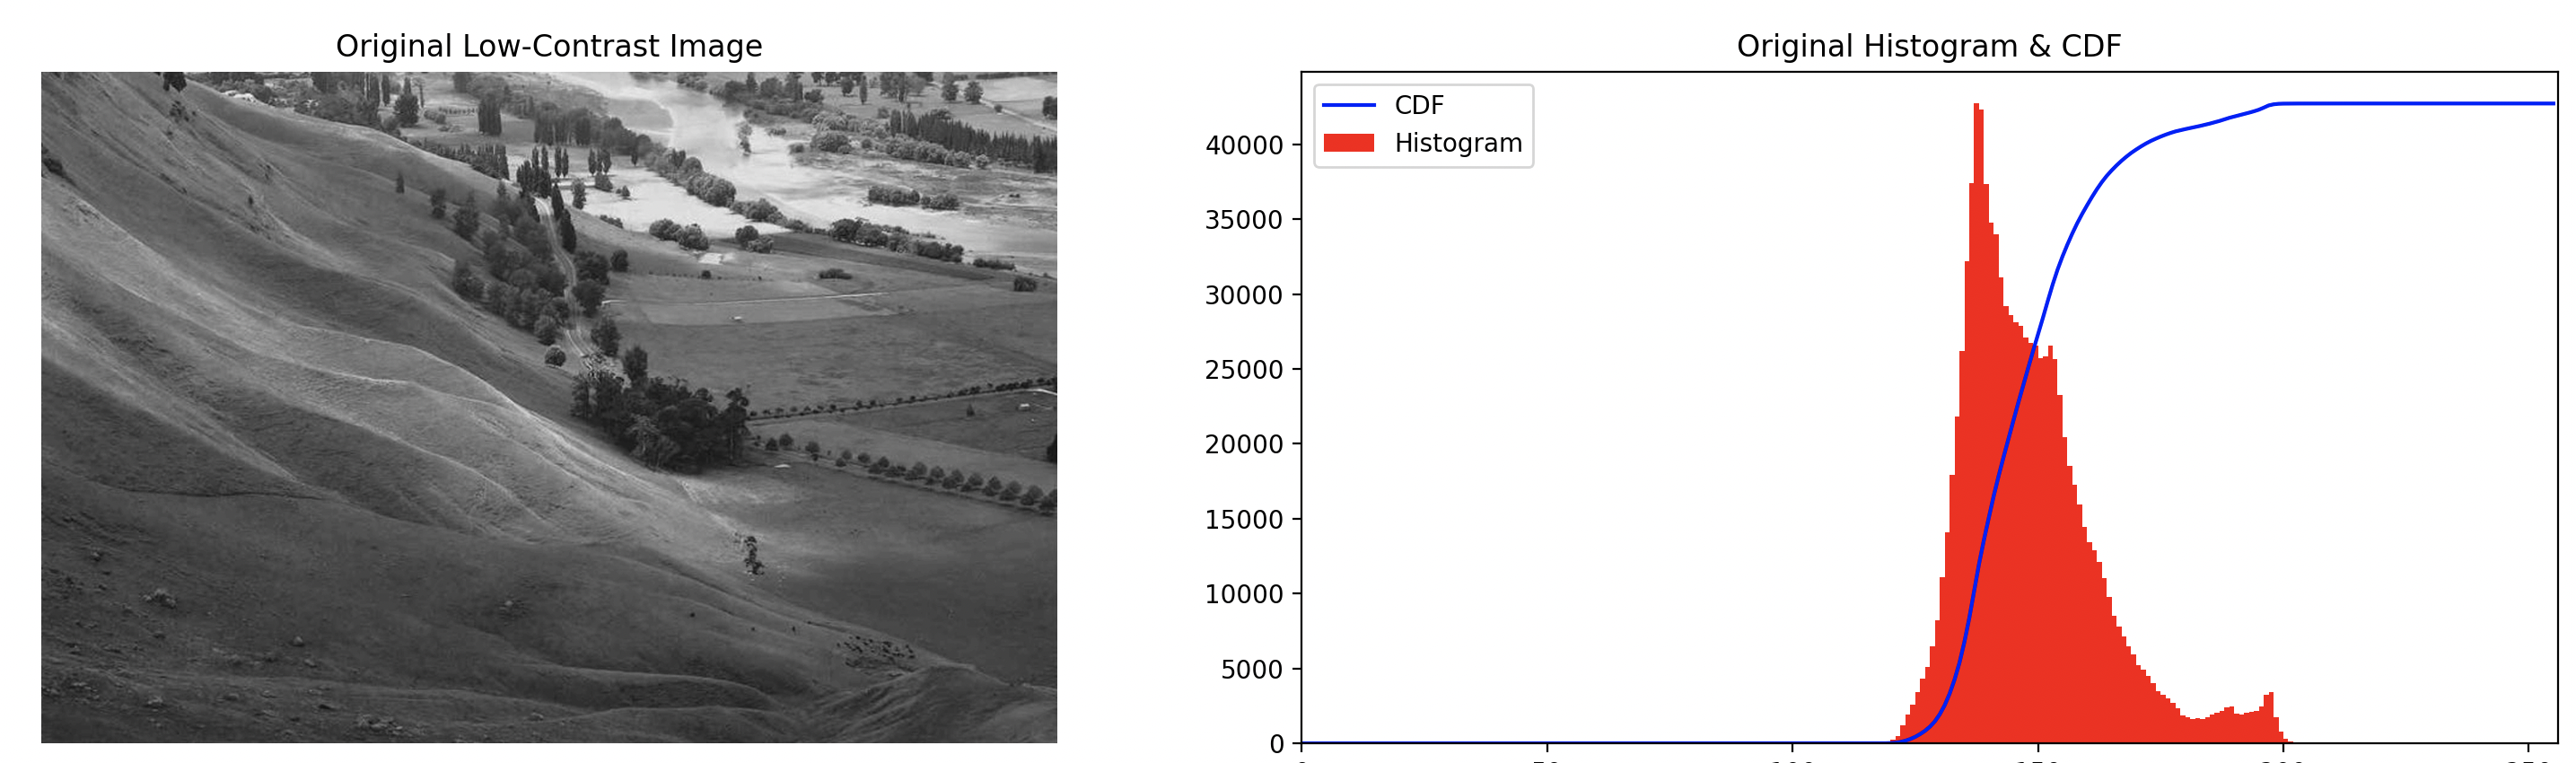 Original Low-Contrast Image
Original Histogram & CDF
CDF
Histogram
40000
35000
30000
25000
20000
15000
10000
5000
0